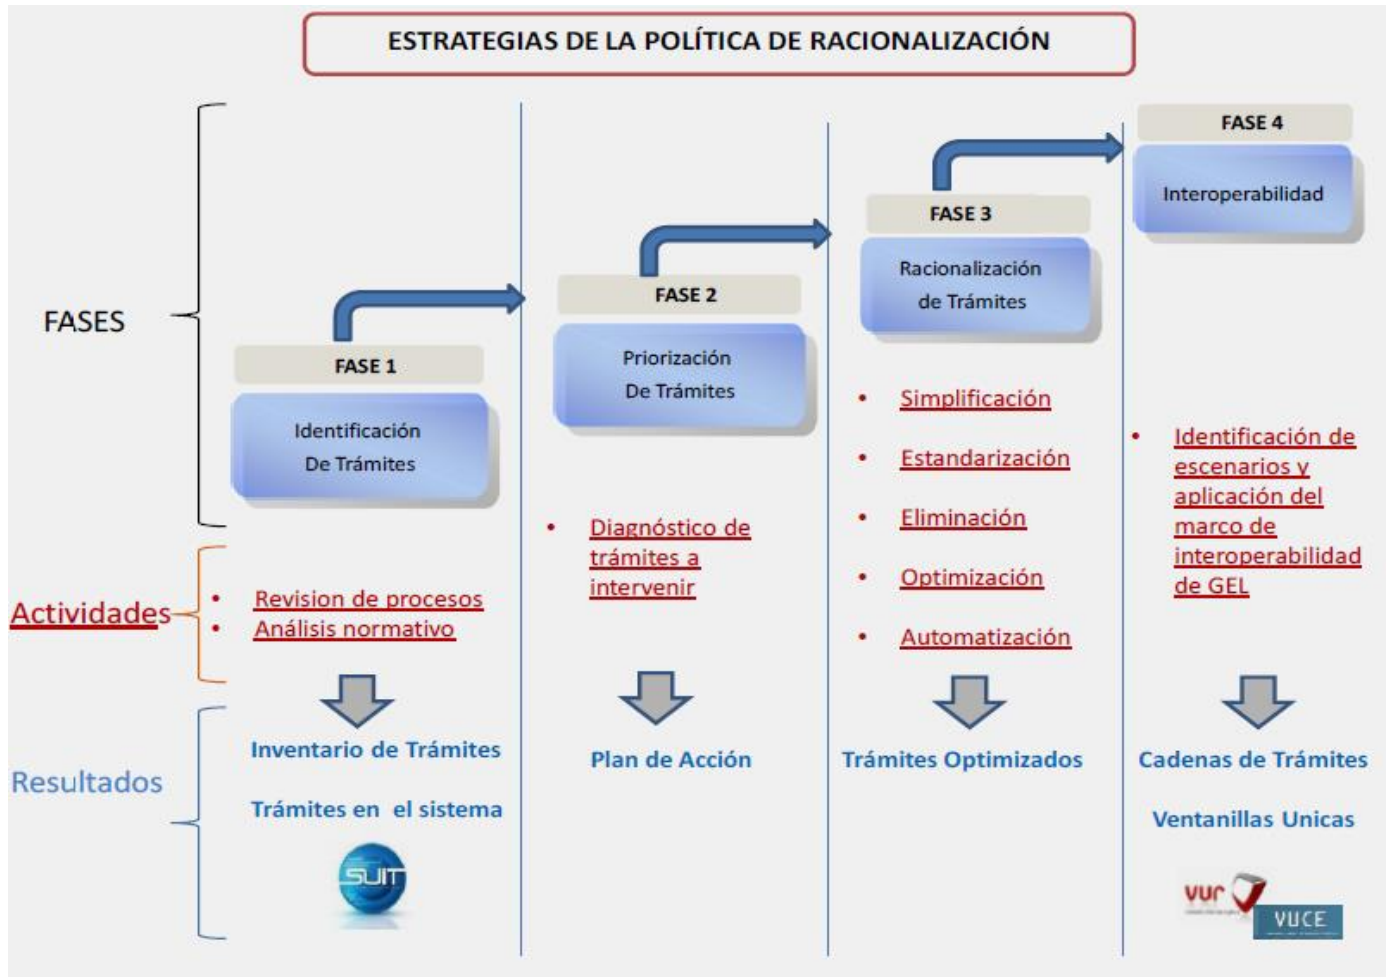 ESTRATEGIAS DE LA POLÍTICA DE RACIONALIZACIÓN
FASES
FASE 1
Identificación
De Trámites
FASE 2
Priorización
De Trámites
FASE 3
Racionalización
de Trámites
FASE 4
Interoperabilidad
Actividades
• Revision de procesos
• Análisis normativo
• Diagnóstico de
trámites a
intervenir
• Simplificación
• Estandarización
• Eliminación
• Optimización
• Automatización
• Identificación de
escenarios y
aplicación del
marco de
interoperabilidad
de GEL
Resultados
Inventario de Trámites
Trámites en el sistema
SUIT
Plan de Acción
Trámites Optimizados
Cadenas de Trámites
Ventanillas Unicas
vur
VUCE